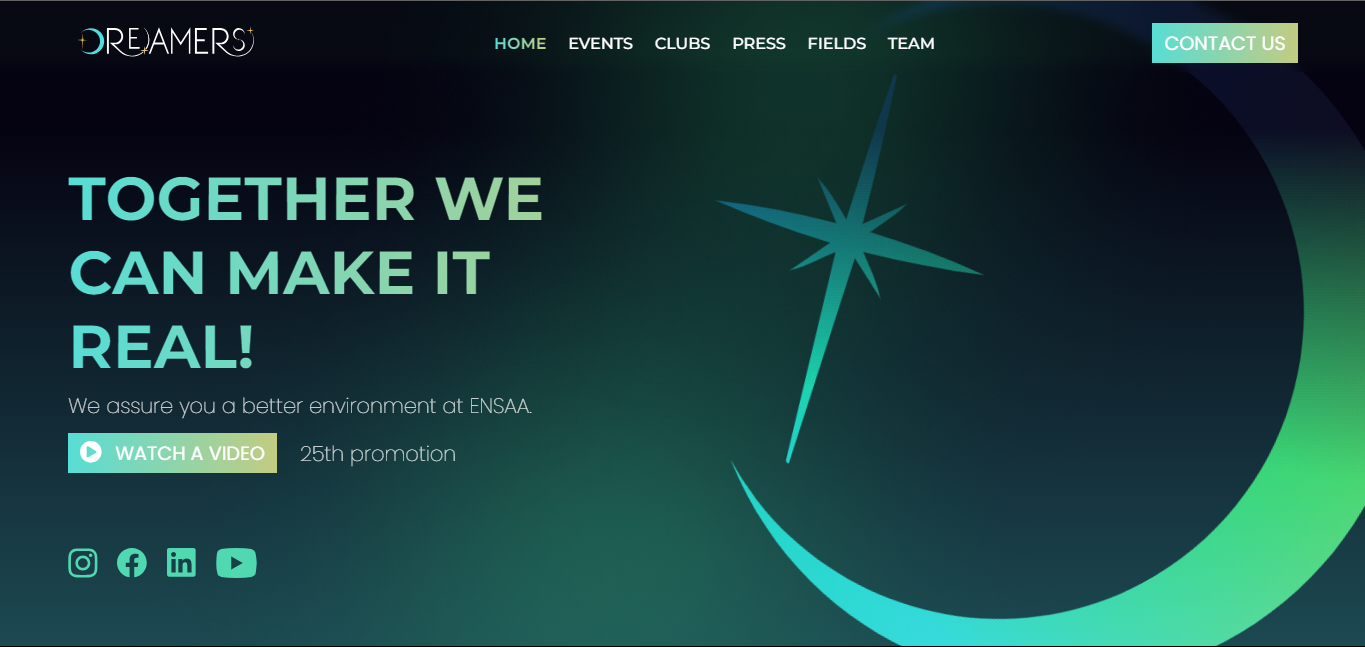 DREAMERS
HOME EVENTS CLUBS PRESS FIELDS TEAM
CONTACT US
TOGETHER WE
CAN MAKE IT
REAL!
We assure you a better environment at ENSAA.
WATCH A VIDEO
25th promotion
in